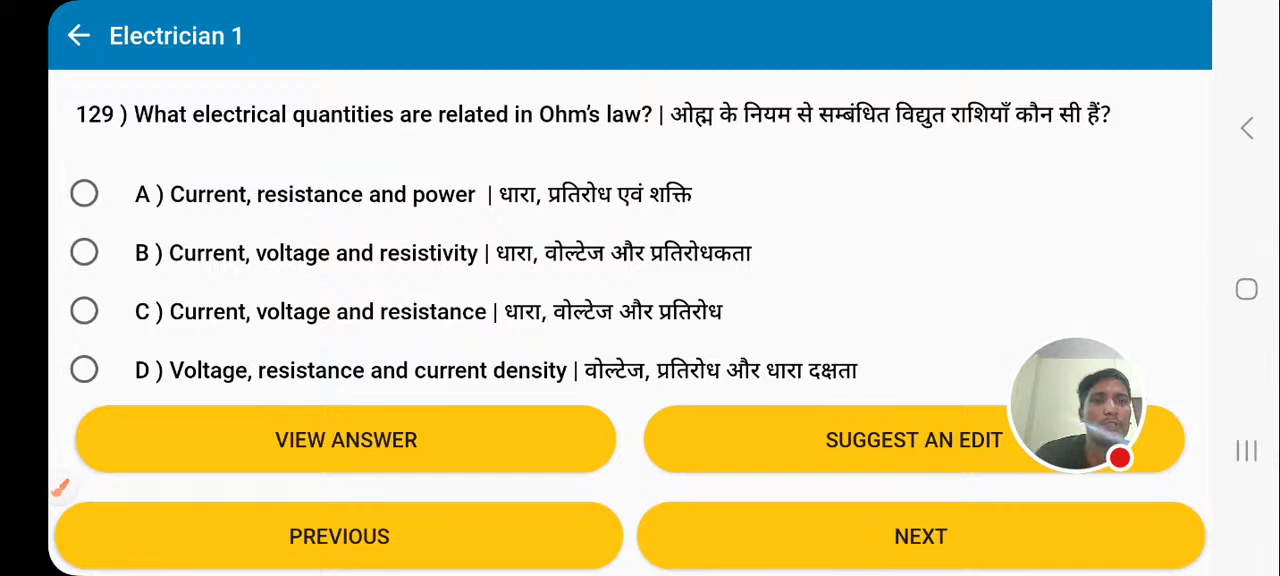 Electrician 1
129 ) What electrical quantities are related in Ohm's law? | ओह्म के नियम से सम्बंधित विद्युत राशियाँ कौन सी हैं?
A ) Current, resistance and power | धारा, प्रतिरोध एवं शक्ति
B ) Current, voltage and resistivity | धारा, वोल्टेज और प्रतिरोधकता
C ) Current, voltage and resistance | धारा, वोल्टेज और प्रतिरोध
D ) Voltage, resistance and current density | वोल्टेज, प्रतिरोध और धारा दक्षता
VIEW ANSWER
SUGGEST AN EDIT
PREVIOUS
NEXT